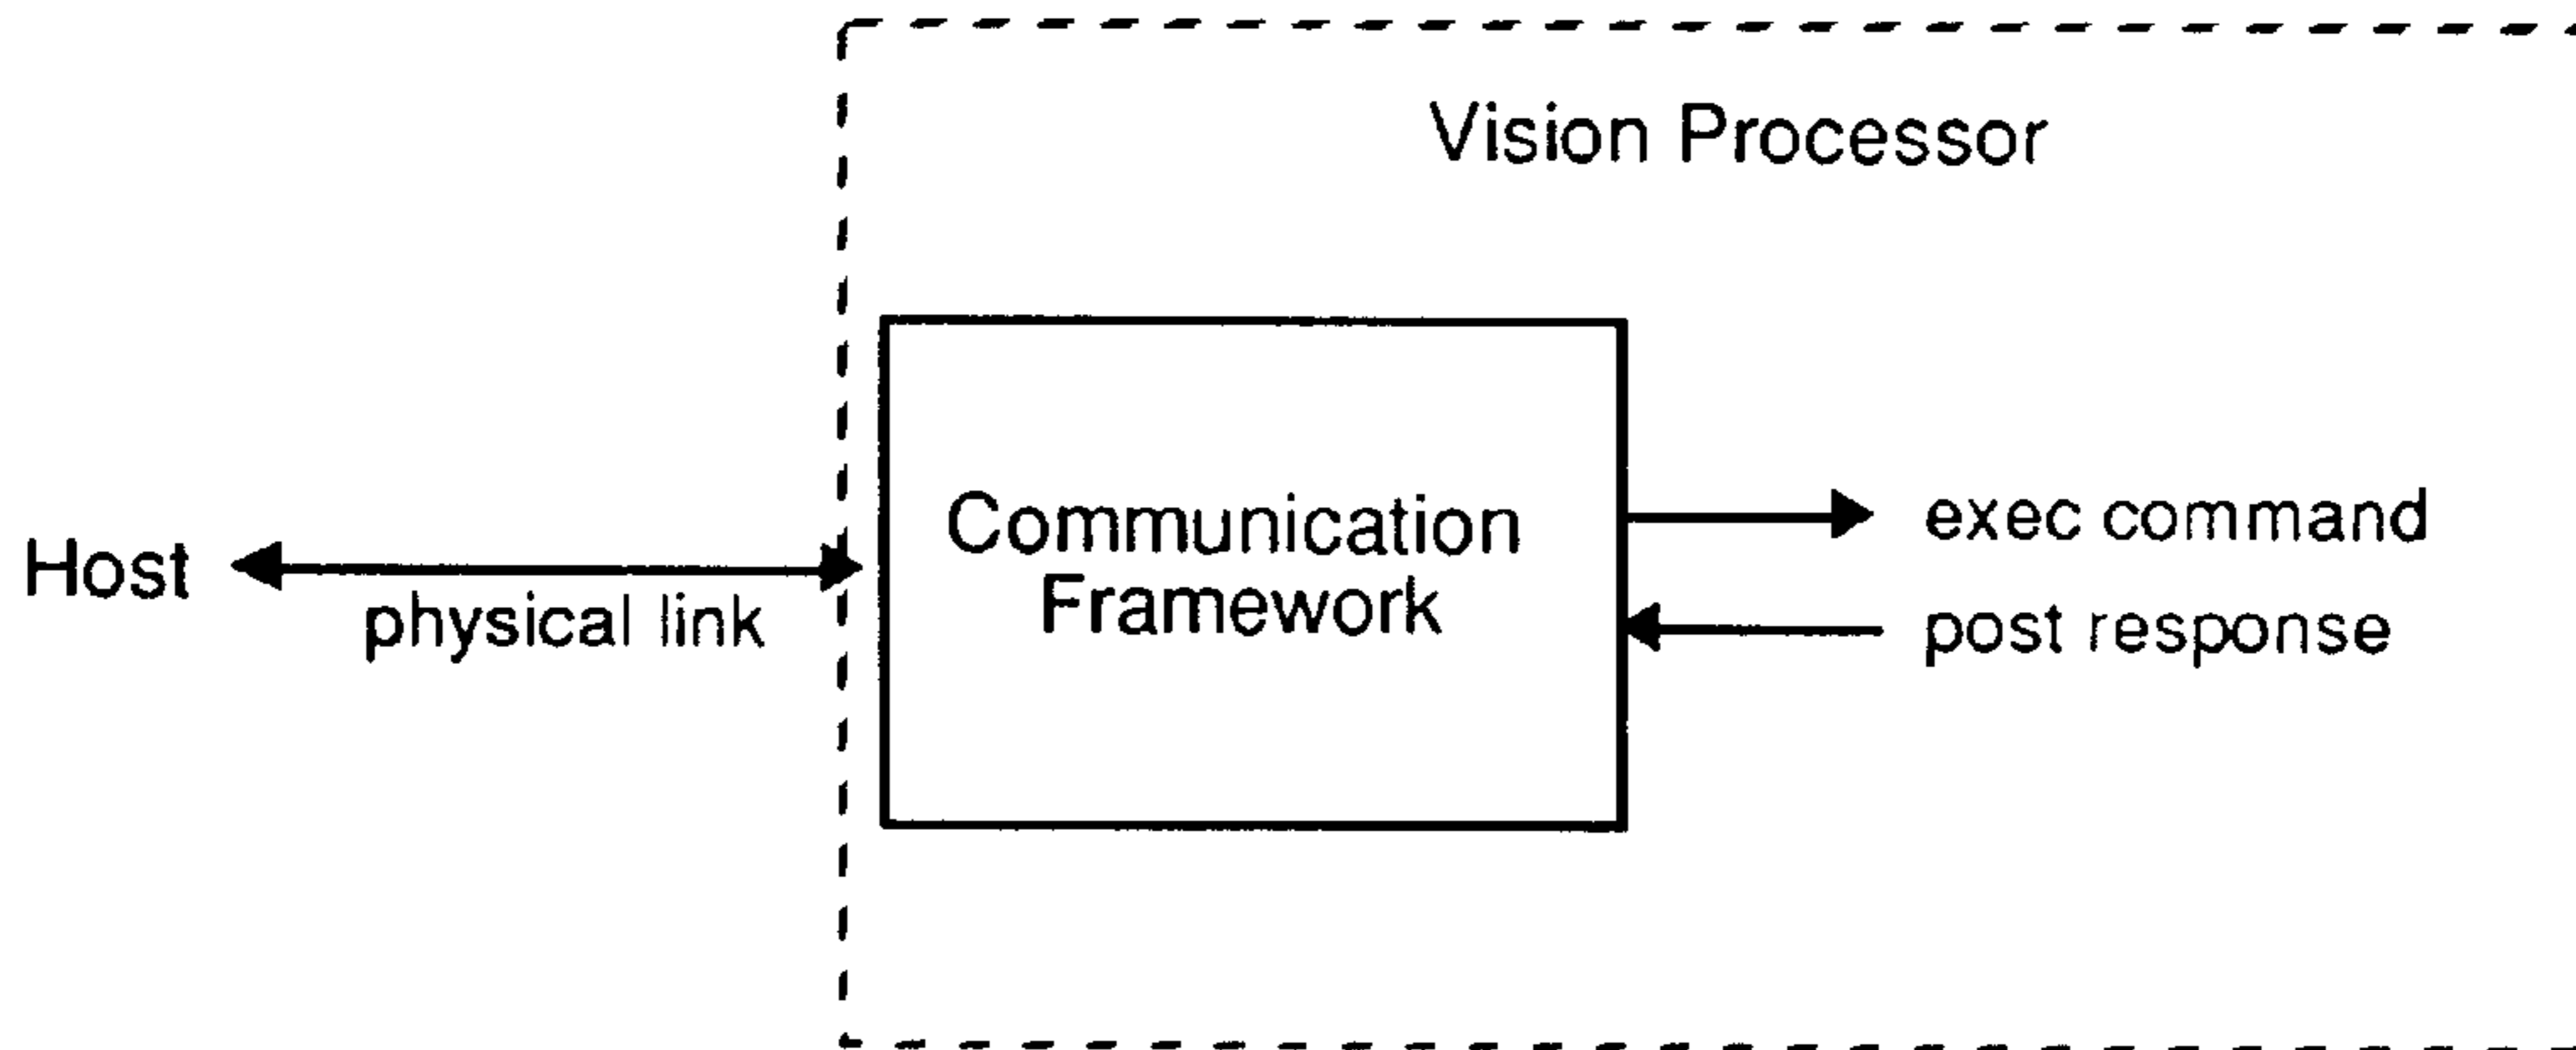 Vision Processor
Host
physical link
Communication
Framework
exec command
post response